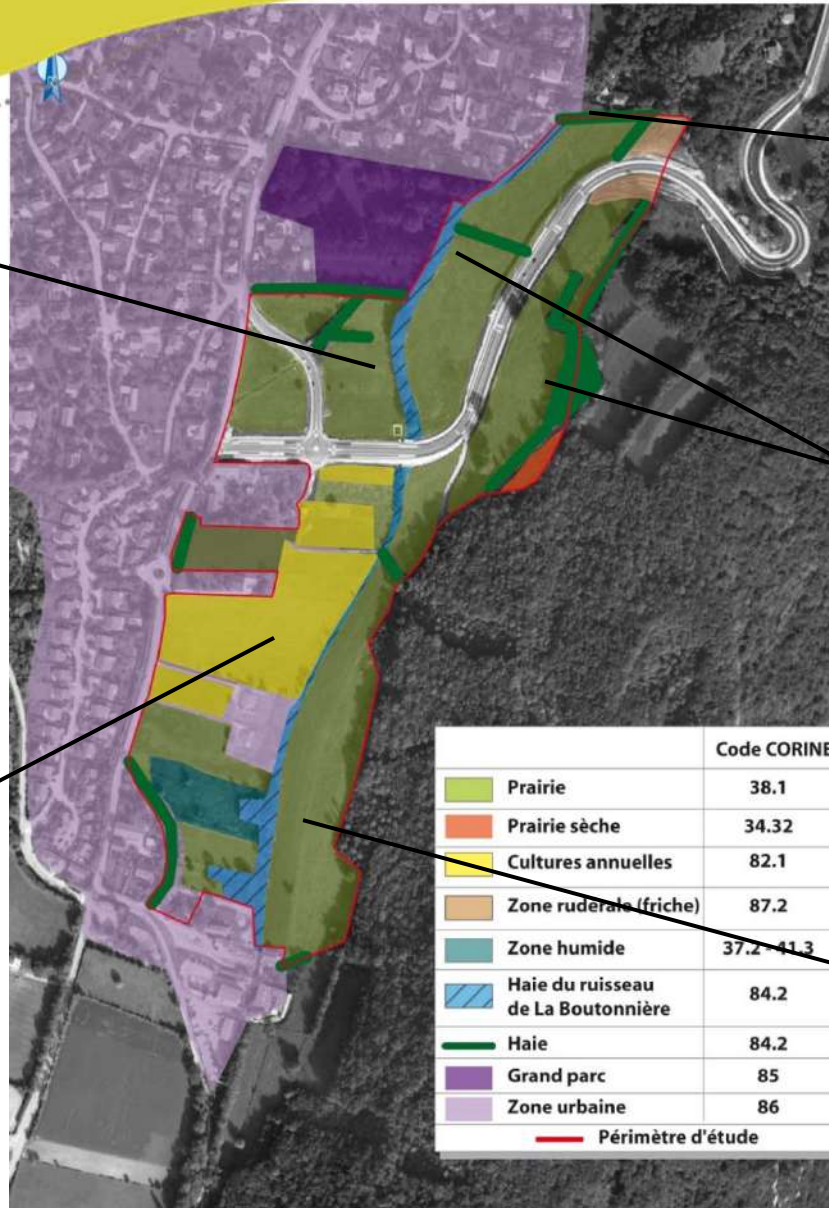 Code CORINE
Prairie 38.1
Prairie sèche 34.32
Cultures annuelles 82.1
Zone rudérale (friche) 87.2
Zone humide 37.2 - 41.3
Haie du ruisseau
de La Boutonnière 84.2
Haie 84.2
Grand parc 85
Zone urbaine 86
Périmètre d'étude